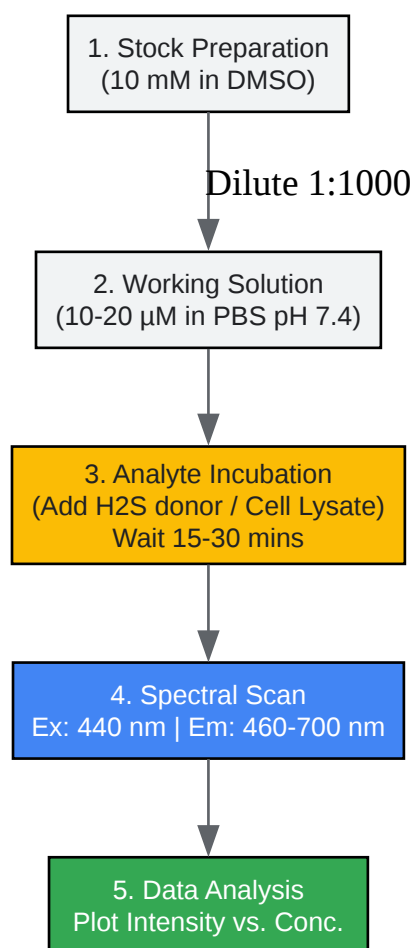 1. Stock Preparation
(10 mM in DMSO)
Dilute 1:1000
2. Working Solution
(10-20 µM in PBS pH 7.4)
3. Analyte Incubation
(Add H2S donor / Cell Lysate)
Wait 15-30 mins
4. Spectral Scan
Ex: 440 nm | Em: 460-700 nm
5. Data Analysis
Plot Intensity vs. Conc.